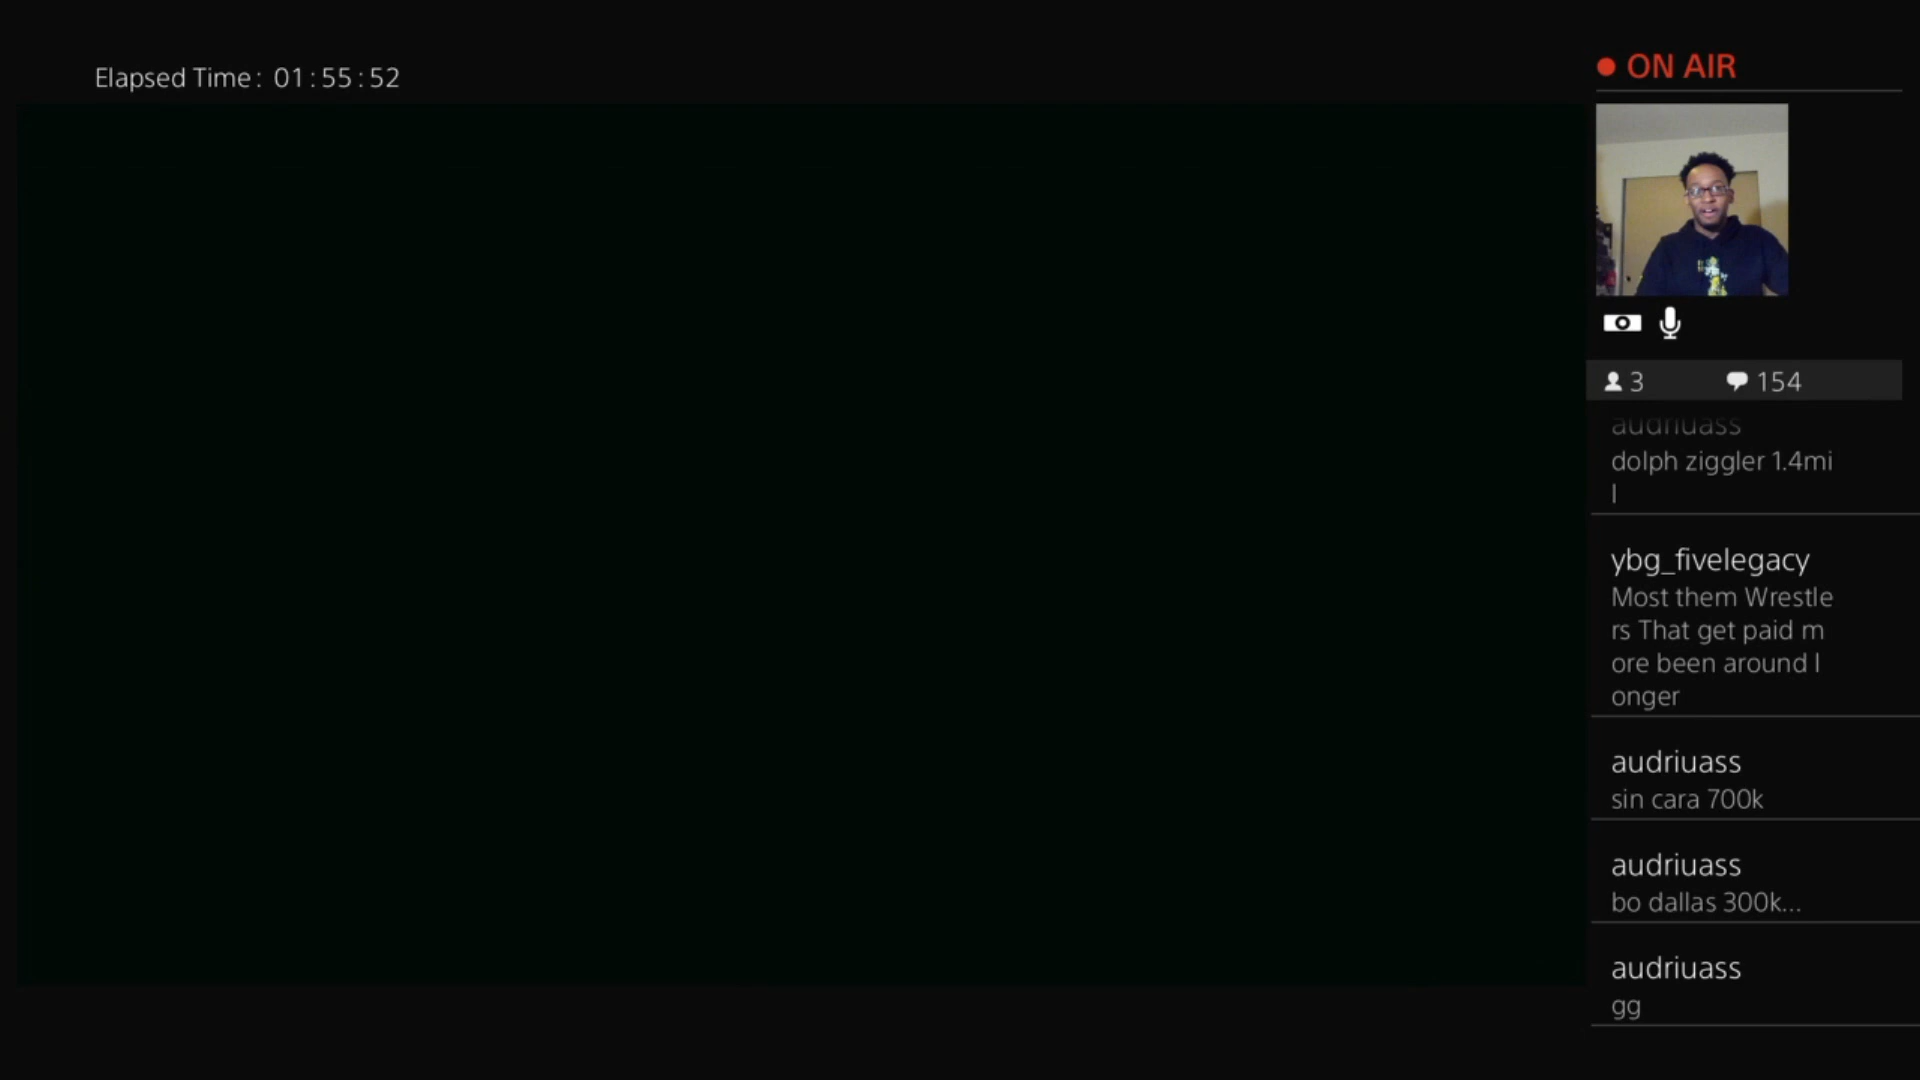 Elapsed Time: 01:55:52
ON AIR
3 154
audriuass
dolph ziggler 1.4mi
l
ybg_fivelegacy
Most them Wrestle
rs That get paid m
ore been around l
onger
audriuass
sin cara 700k
audriuass
bo dallas 300k...
audriuass
gg